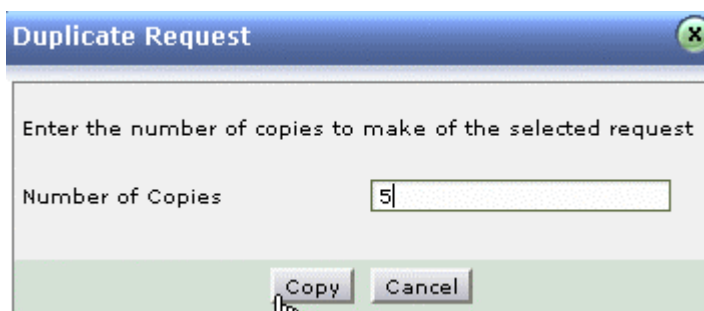 Duplicate Request
Enter the number of copies to make of the selected request
Number of Copies 5
Copy Cancel